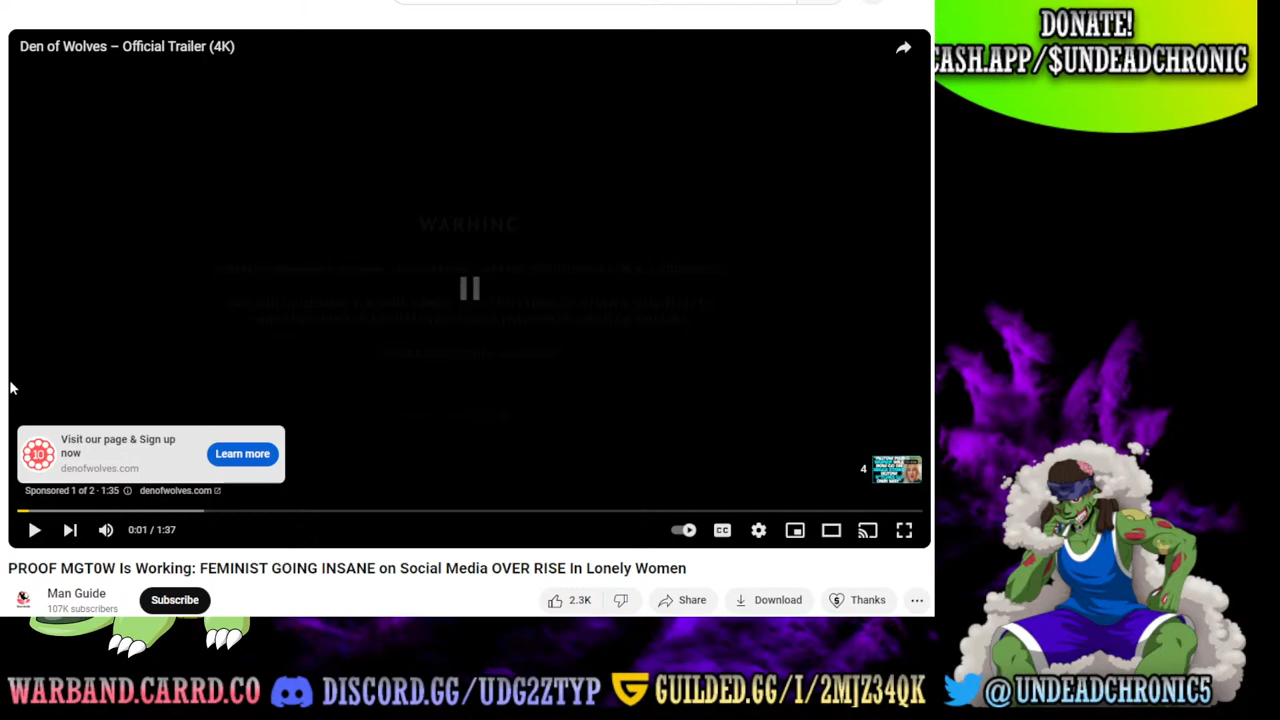 Den of Wolves – Official Trailer (4K)
DONATE!
CASH.APP/$UNDEADCHRONIC
WARNING
Visit our page & Sign up
now
denofwolves.com
Learn more
10
4
Sponsored 1 of 2 · 1:35
denofwolves.com
0:01 / 1:37
CC
PROOF MGT0W Is Working: FEMINIST GOING INSANE on Social Media OVER RISE In Lonely Women
Man Guide
107K subscribers
Subscribe
2.3K
Share
Download
Thanks
WARBAND.CARRD.CO
DISCORD.GG/UDG2ZTYP
GUILDED.GG/I/2MJZ34QK
@UNDEADCHRONIC5